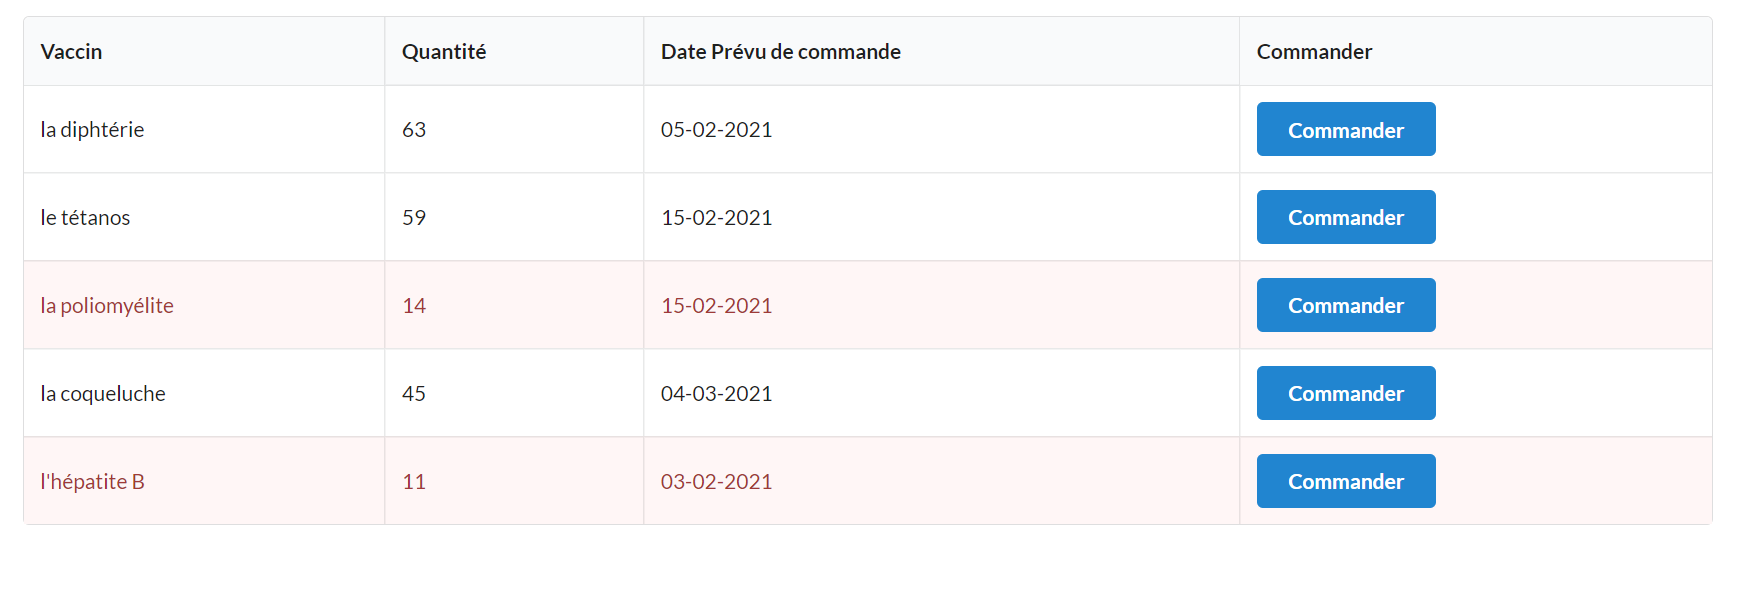 Vaccin Quantité Date Prévu de commande Commander
la diphtérie 63 05-02-2021 Commander
le tétanos 59 15-02-2021 Commander
la poliomyélite 14 15-02-2021 Commander
la coqueluche 45 04-03-2021 Commander
l'hépatite B 11 03-02-2021 Commander